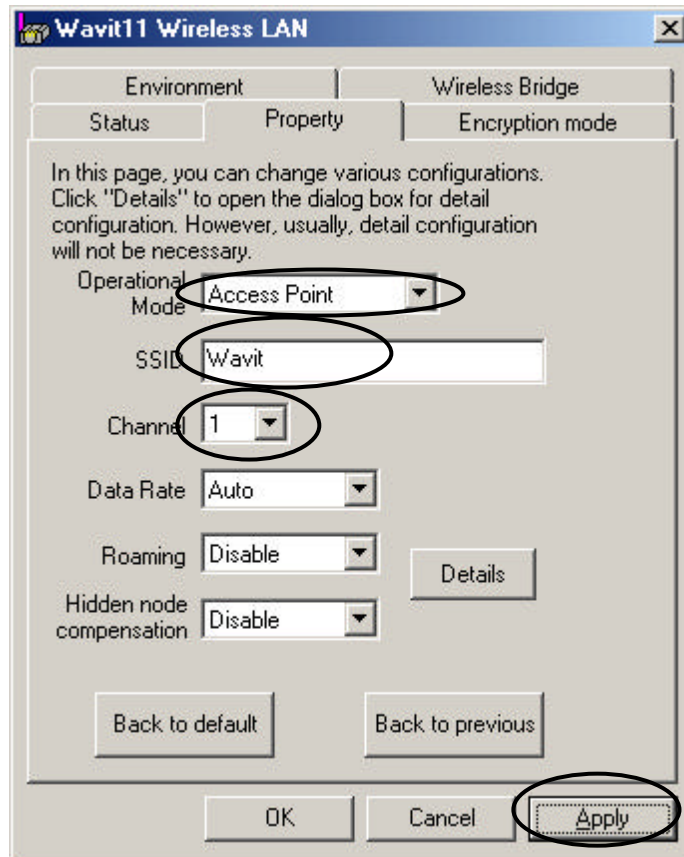 Wavit11 Wireless LAN
Environment
Wireless Bridge
Status
Property
Encryption mode
In this page, you can change various configurations.
Click "Details" to open the dialog box for detail
configuration. However, usually, detail configuration
will not be necessary.
Operational
Mode
Access Point
SSID
Wavit
Channel
1
Data Rate
Auto
Roaming
Disable
Details
Hidden node
compensation
Disable
Back to default
Back to previous
OK
Cancel
Apply